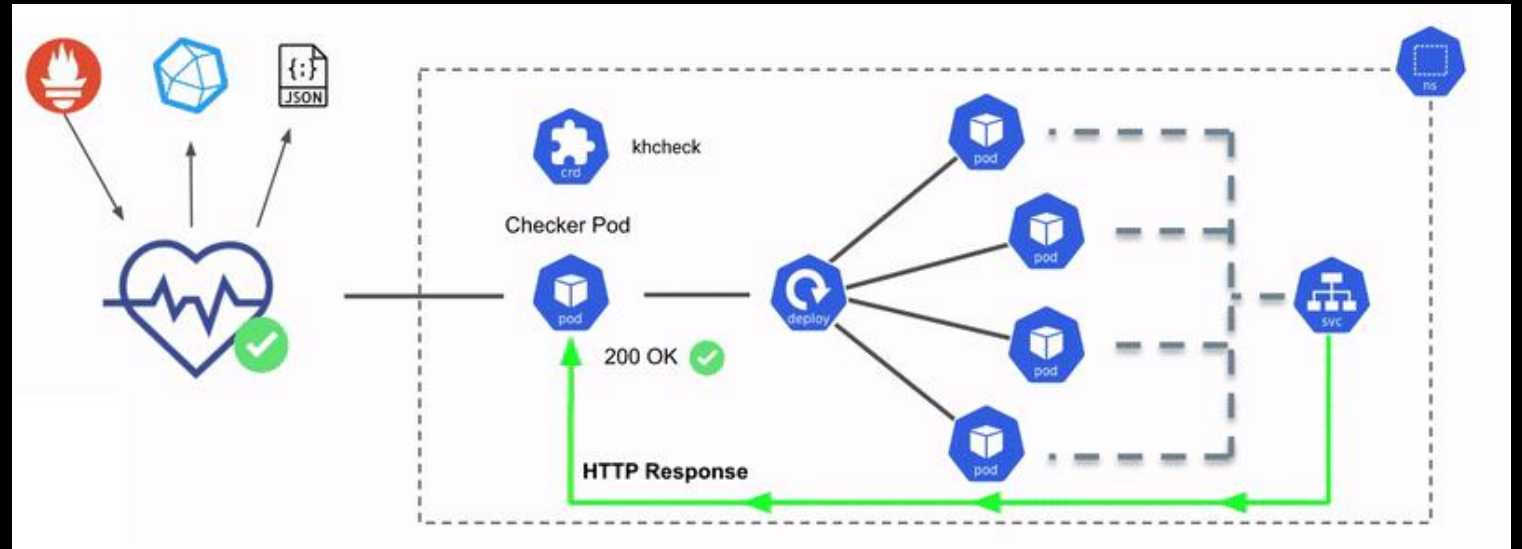 {;}
JSON
ns
crd
khcheck
Checker Pod
pod
pod
pod
deploy
pod
pod
svc
200 OK
HTTP Response